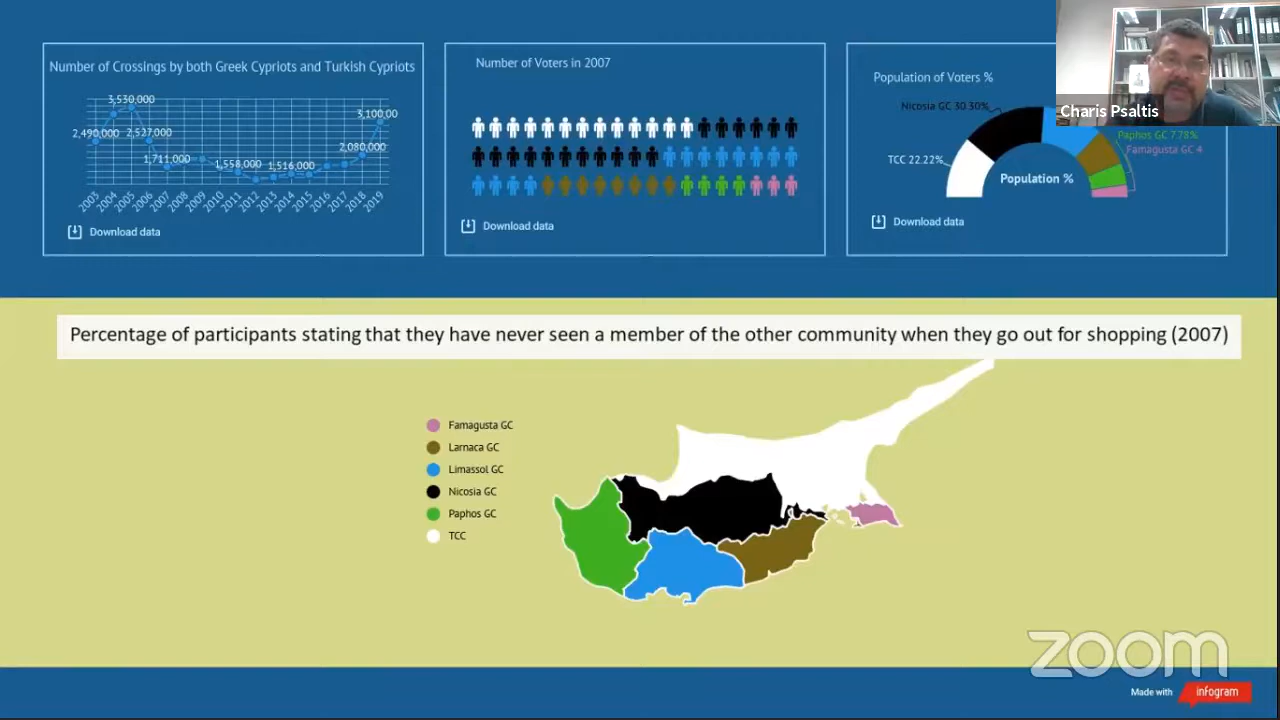 Number of Crossings by both Greek Cypriots and Turkish Cypriots
3,530,000
3,100,00
2,490,000
2,527,000
2,080,000
1,711,000
1,558,000
1,516,000
2003
2004
2005
2006
2007
2008
2009
2010
2011
2012
2013
2014
2015
2016
2017
2018
2019
Download data
Number of Voters in 2007
Download data
Population of Voters %
Nicosia GC 30.30%
TCC 22.22%
Paphos GC 7.78%
Famagusta GC 4
Population %
Download data
Charis Psaltis
Percentage of participants stating that they have never seen a member of the other community when they go out for shopping (2007)
Famagusta GC
Larnaca GC
Limassol GC
Nicosia GC
Paphos GC
TCC
zoom
Made with
infogram